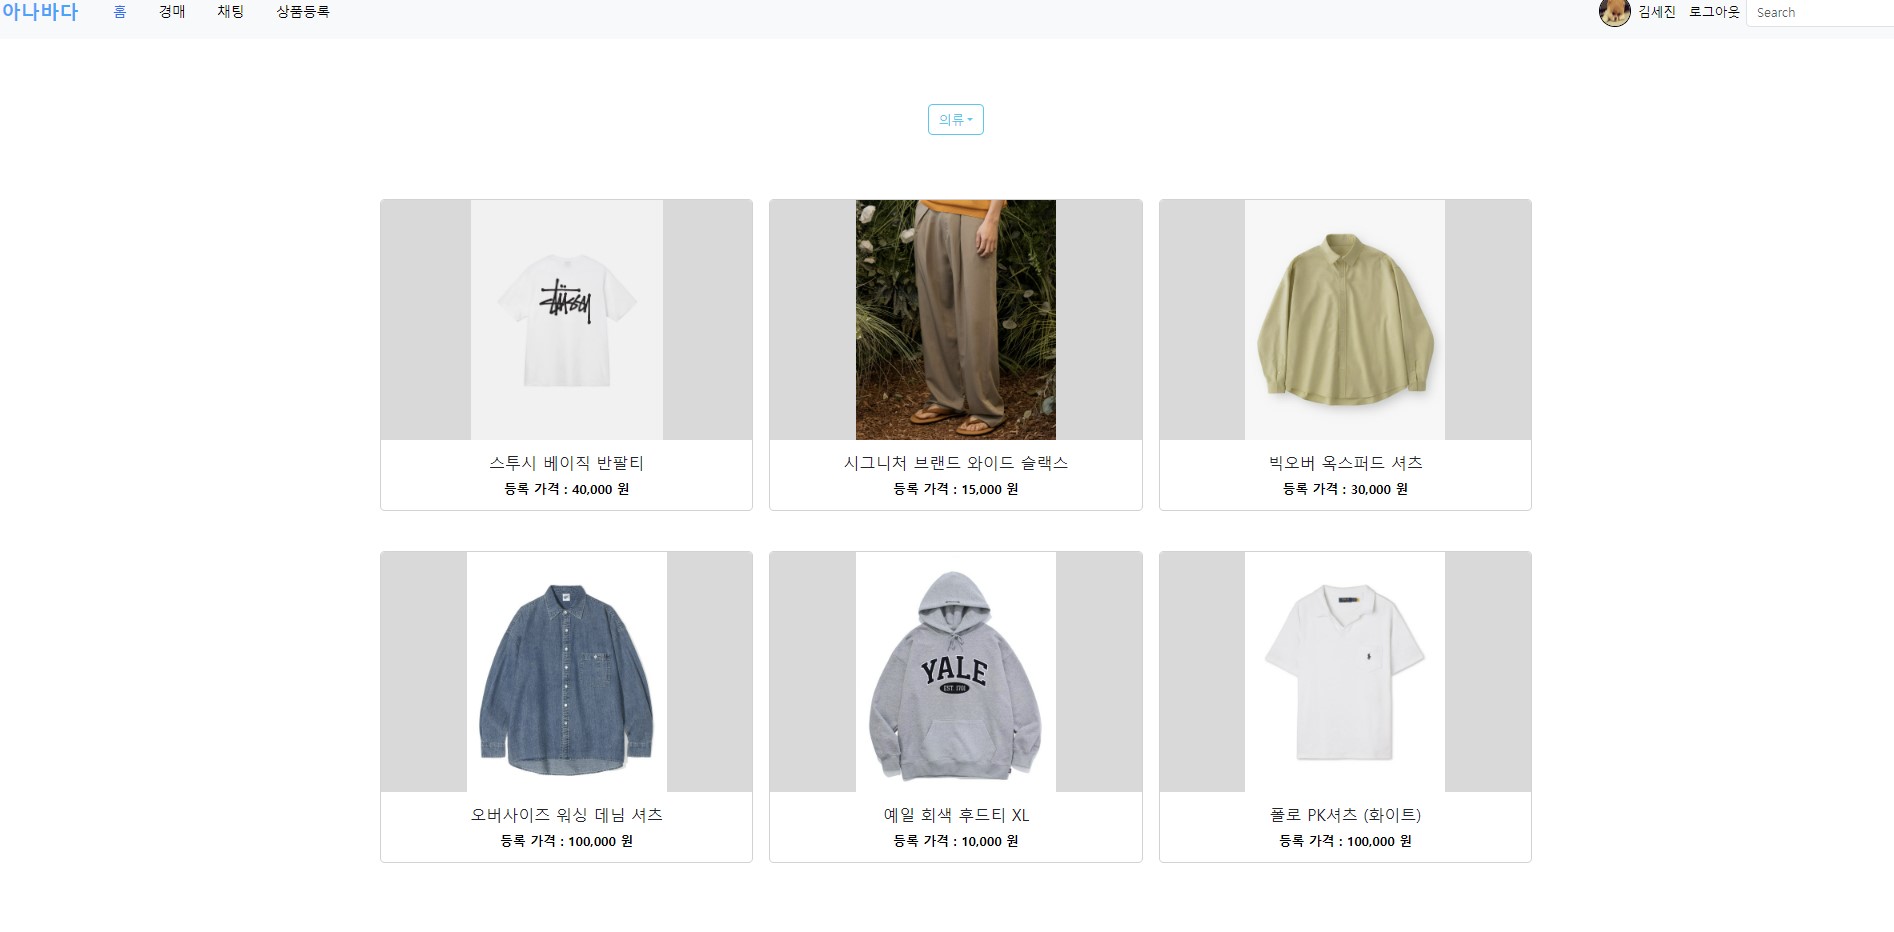 아나바다 홈 경매 채팅 상품등록 김세진 로그아웃 Search
의류
STÜSSY
스투시 베이직 반팔티
등록 가격 : 40,000 원
시그니처 브랜드 와이드 슬랙스
등록 가격 : 15,000 원
빅오버 옥스퍼드 셔츠
등록 가격 : 30,000 원
오버사이즈 워싱 데님 셔츠
등록 가격 : 100,000 원
YALE
EST. 1701
예일 회색 후드티 XL
등록 가격 : 10,000 원
폴로 PK셔츠 (화이트)
등록 가격 : 100,000 원